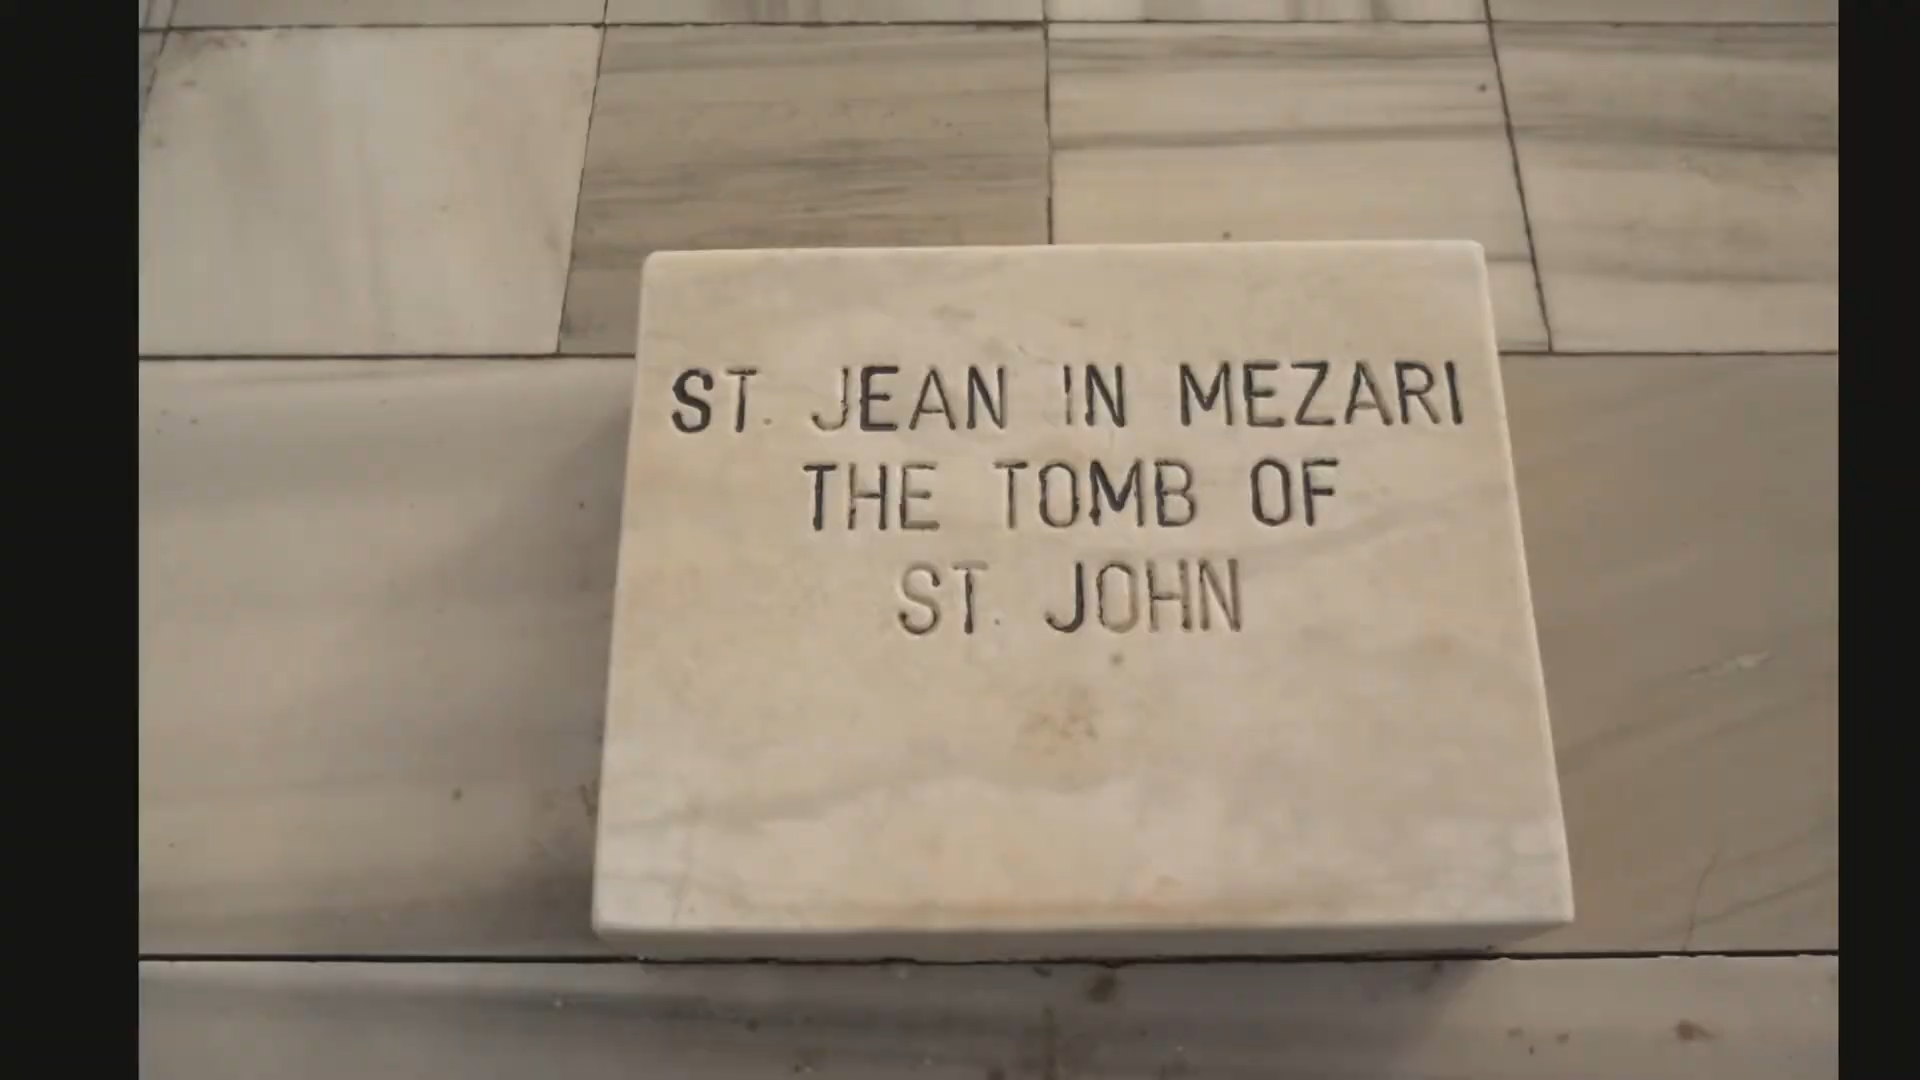 ST. JEAN IN MEZARI
THE TOMB OF
ST. JOHN